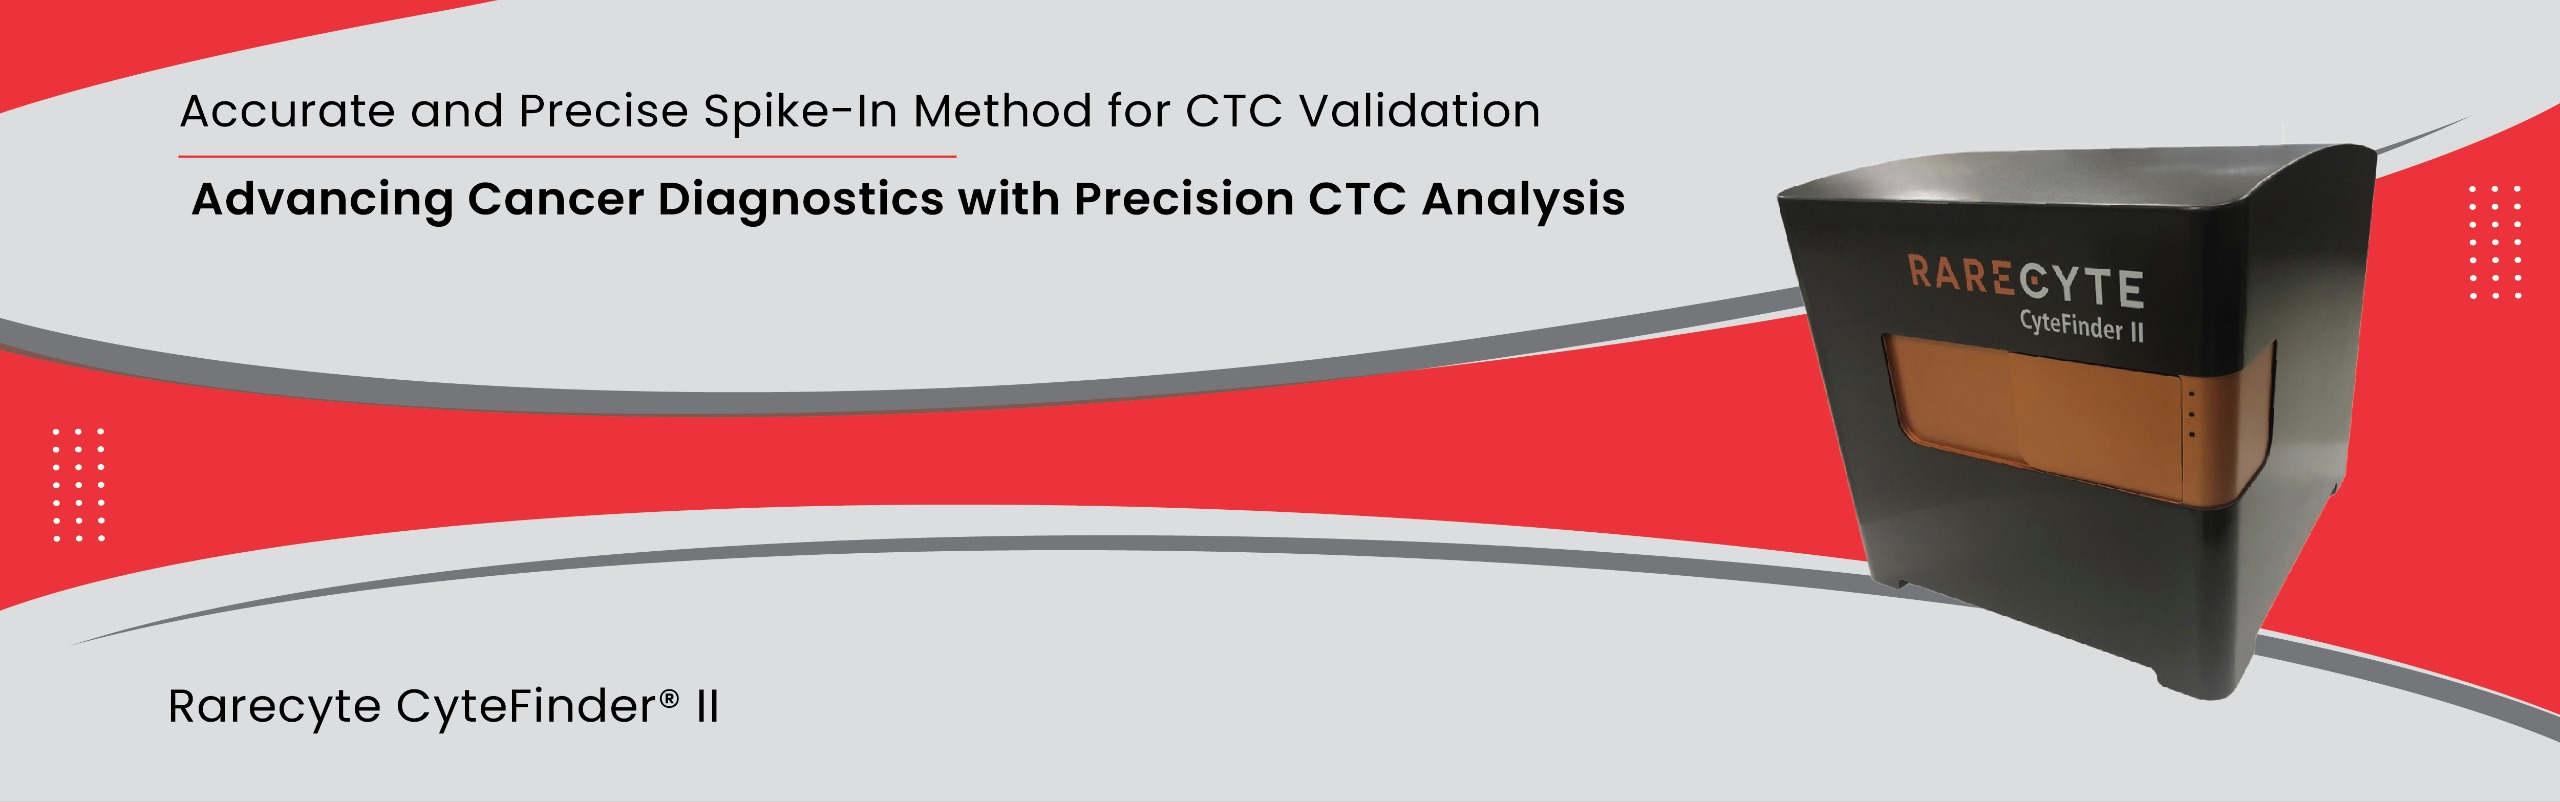 Accurate and Precise Spike-In Method for CTC Validation
Advancing Cancer Diagnostics with Precision CTC Analysis
RARECYTE
CyteFinder II
Rarecyte CyteFinder® II